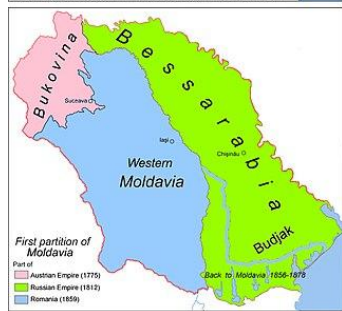 Bukovina
Bessarabia
Suceava
Iași
Chișinău
Western
Moldavia
Budjak
First partition of
Moldavia
Back to Moldavia 1856-1878
Part of
Austrian Empire (1775)
Russian Empire (1812)
Romania (1859)